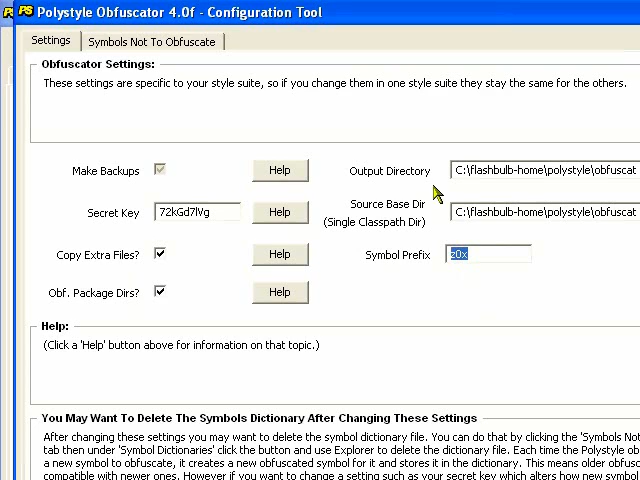 PS Polystyle Obfuscator 4.0f - Configuration Tool
Settings Symbols Not To Obfuscate
Obfuscator Settings:
These settings are specific to your style suite, so if you change them in one style suite they stay the same for the others.
Make Backups Help Output Directory C:\flashbulb-home\polystyle\obfuscat
Secret Key 72kGd7lVg Help Source Base Dir C:\flashbulb-home\polystyle\obfuscat
(Single Classpath Dir)
Copy Extra Files? Help Symbol Prefix z0x
Obf. Package Dirs? Help
Help:
(Click a 'Help' button above for information on that topic.)
You May Want To Delete The Symbols Dictionary After Changing These Settings
After changing these settings you may want to delete the symbol dictionary file. You can do that by clicking the 'Symbols Not
tab then under 'Symbol Dictionaries' click the button and use Explorer to delete the dictionary file. Each time the Polystyle Ob
a new symbol to obfuscate, it creates a new obfuscated symbol for it and stores it in the dictionary. This means older obfusca
compatible with newer ones. However if you want to change a setting such as your secret key which alters how new symbol